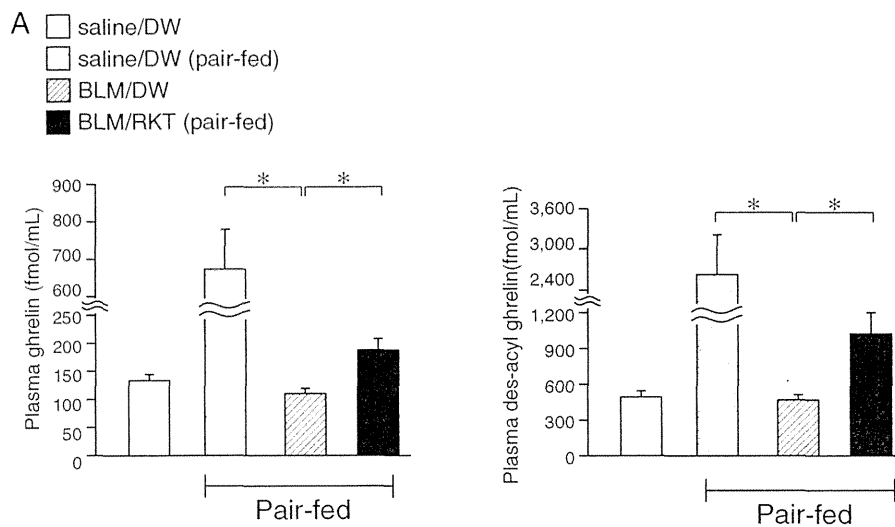 A
saline/DW
saline/DW (pair-fed)
BLM/DW
BLM/RKT (pair-fed)
Plasma ghrelin (fmol/mL)
900
800
700
600
250
200
150
100
50
0
*
*
Pair-fed
Plasma des-acyl ghrelin(fmol/mL)
3,600
3,000
2,400
1,200
900
600
300
0
*
*
Pair-fed